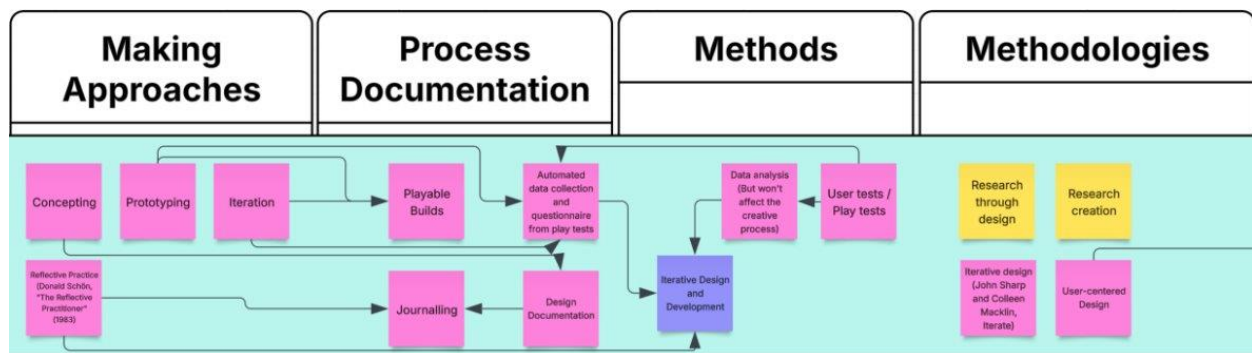 Making
Approaches
Process
Documentation
Methods
Methodologies
Concepting
Prototyping
Iteration
Playable
Builds
Automated
data collection
and
questionnaire
from play tests
Data analysis
(But won't
affect the
creative
process)
User tests /
Play tests
Research
through
design
Research
creation
Reflective Practice
(Donald Schön,
"The Reflective
Practitioner"
(1983)
Journalling
Design
Documentation
Iterative Design
and
Development
Iterative design
(John Sharp
and Colleen
Macklin,
Iterate)
User-centered
Design